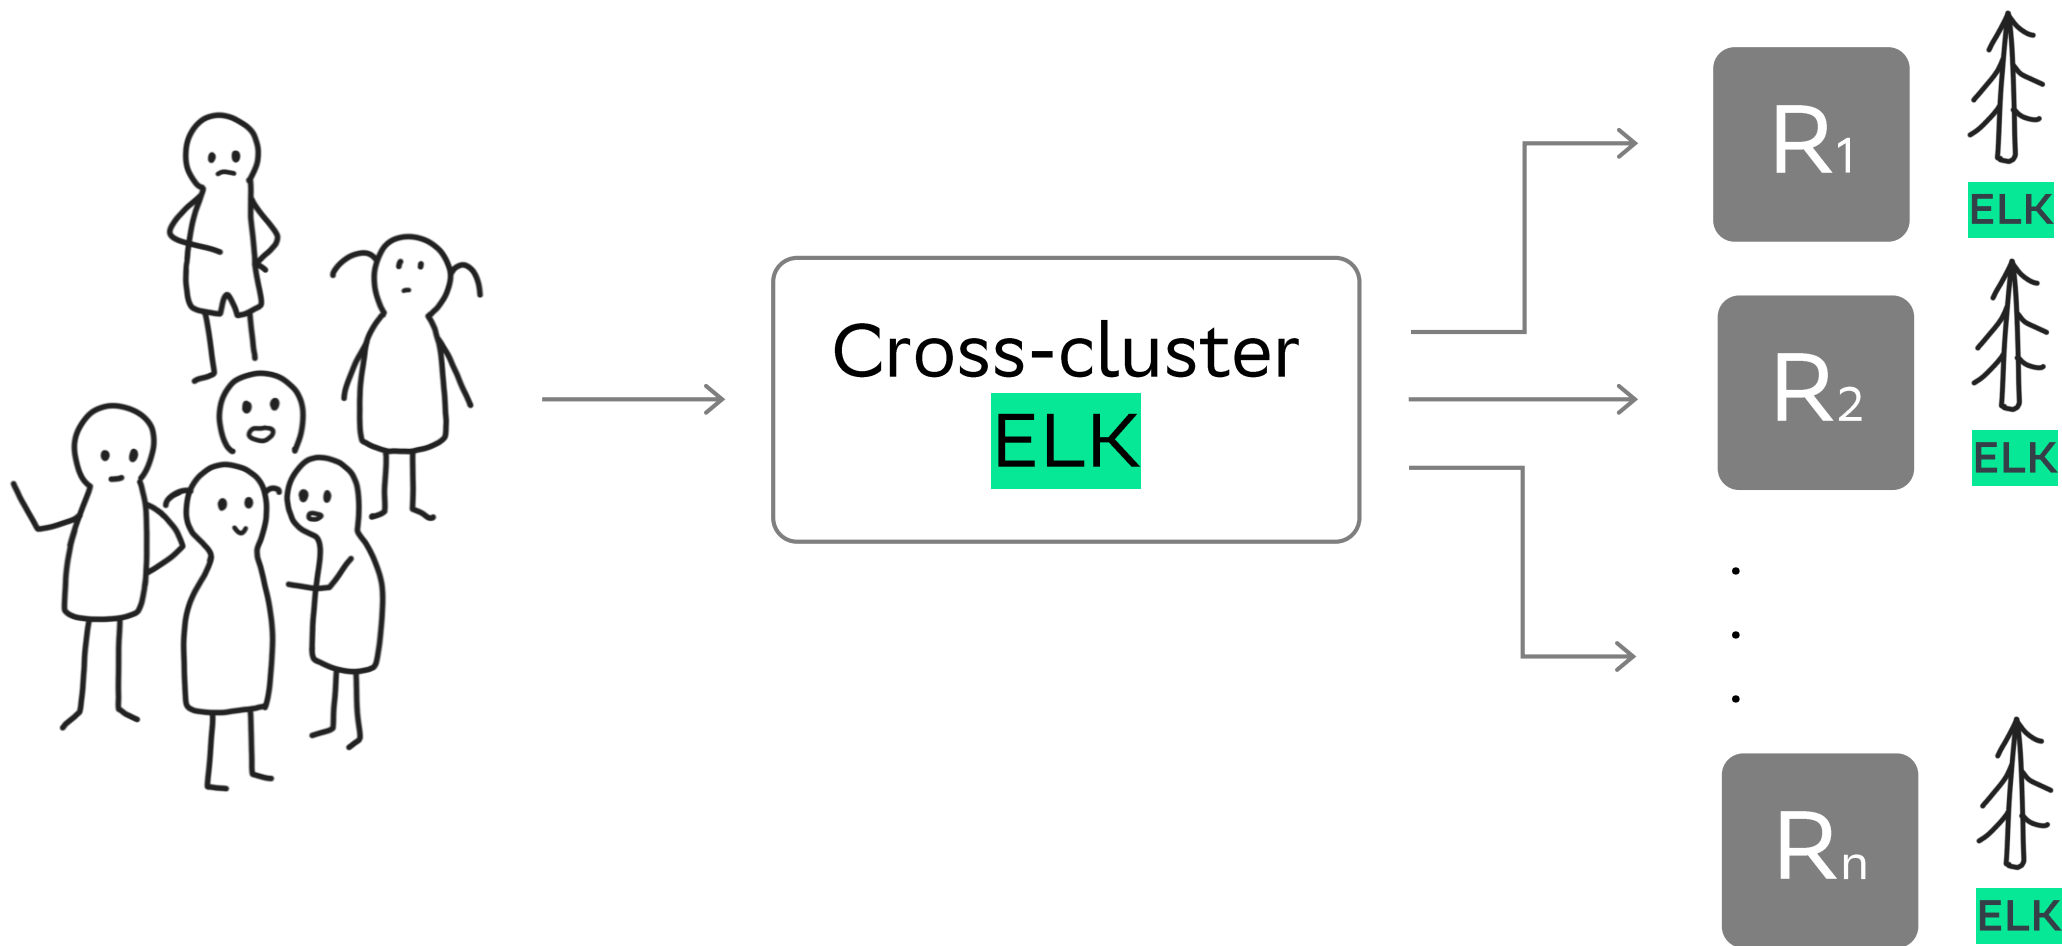 Cross-cluster
ELK
R1
ELK
R2
ELK
Rn
ELK